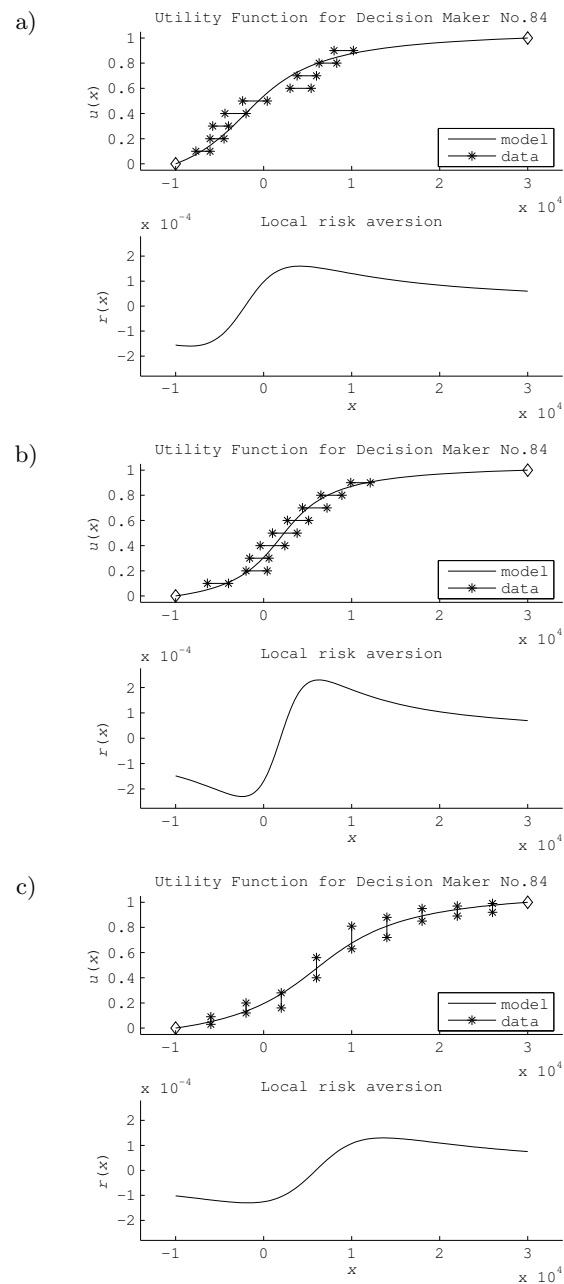 a)
Utility Function for Decision Maker No.84
1
0.8
0.6
0.4
0.2
0
u(x)
model
data
−1 0 1 2 3
x 10^4
x 10^−4
Local risk aversion
2
1
0
−1
−2
r(x)
−1 0 1 2 3
x
x 10^4
b)
Utility Function for Decision Maker No.84
1
0.8
0.6
0.4
0.2
0
u(x)
model
data
−1 0 1 2 3
x 10^4
x 10^−4
Local risk aversion
2
1
0
−1
−2
r(x)
−1 0 1 2 3
x
x 10^4
c)
Utility Function for Decision Maker No.84
1
0.8
0.6
0.4
0.2
0
u(x)
model
data
−1 0 1 2 3
x 10^4
x 10^−4
Local risk aversion
2
1
0
−1
−2
r(x)
−1 0 1 2 3
x
x 10^4